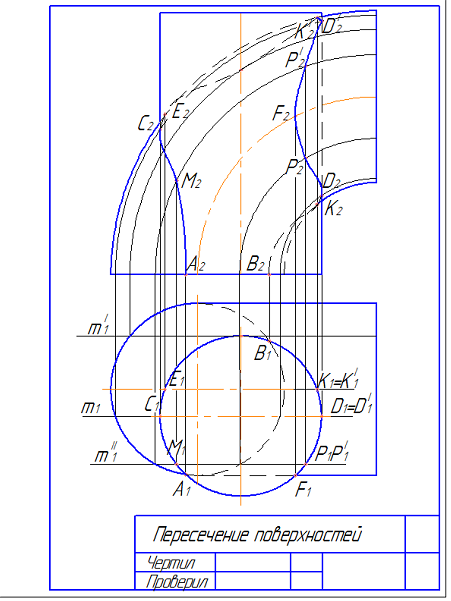 K₂' D₂'
P₂'
E₂
C₂
F₂
M₂
P₂
D₂
K₂
A₂ B₂
m₁'
B₁
E₁ K₁=K₁'
m₁ C₁ D₁=D₁'
m₁'' M₁ P₁P₁'
A₁ F₁
Пересечение поверхностей
Чертил
Проверил